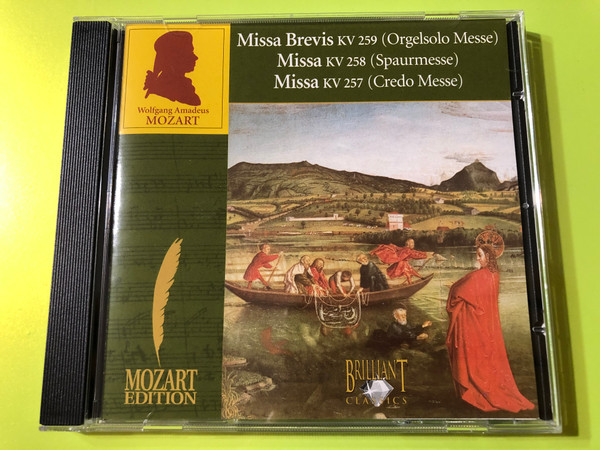 Missa Brevis KV 259 (Orgelsolo Messe)
Missa KV 258 (Spaurmesse)
Missa KV 257 (Credo Messe)
Wolfgang Amadeus
MOZART
MOZART
EDITION
BRILLIANT
CLASSICS